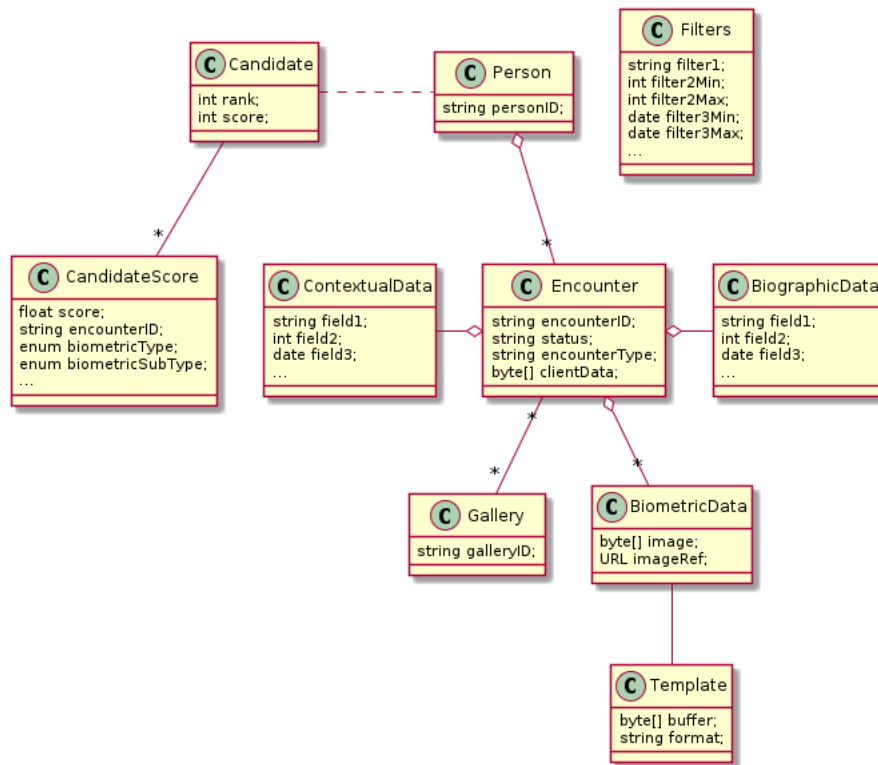 C Candidate
int rank;
int score;
C Person
string personID;
C Filters
string filter1;
int filter2Min;
int filter2Max;
date filter3Min;
date filter3Max;
...
*
*
C CandidateScore
float score;
string encounterID;
enum biometricType;
enum biometricSubType;
...
C ContextualData
string field1;
int field2;
date field3;
...
C Encounter
string encounterID;
string status;
string encounterType;
byte[] clientData;
C BiographicData
string field1;
int field2;
date field3;
...
*
*
*
C Gallery
string galleryID;
C BiometricData
byte[] image;
URL imageRef;
C Template
byte[] buffer;
string format;